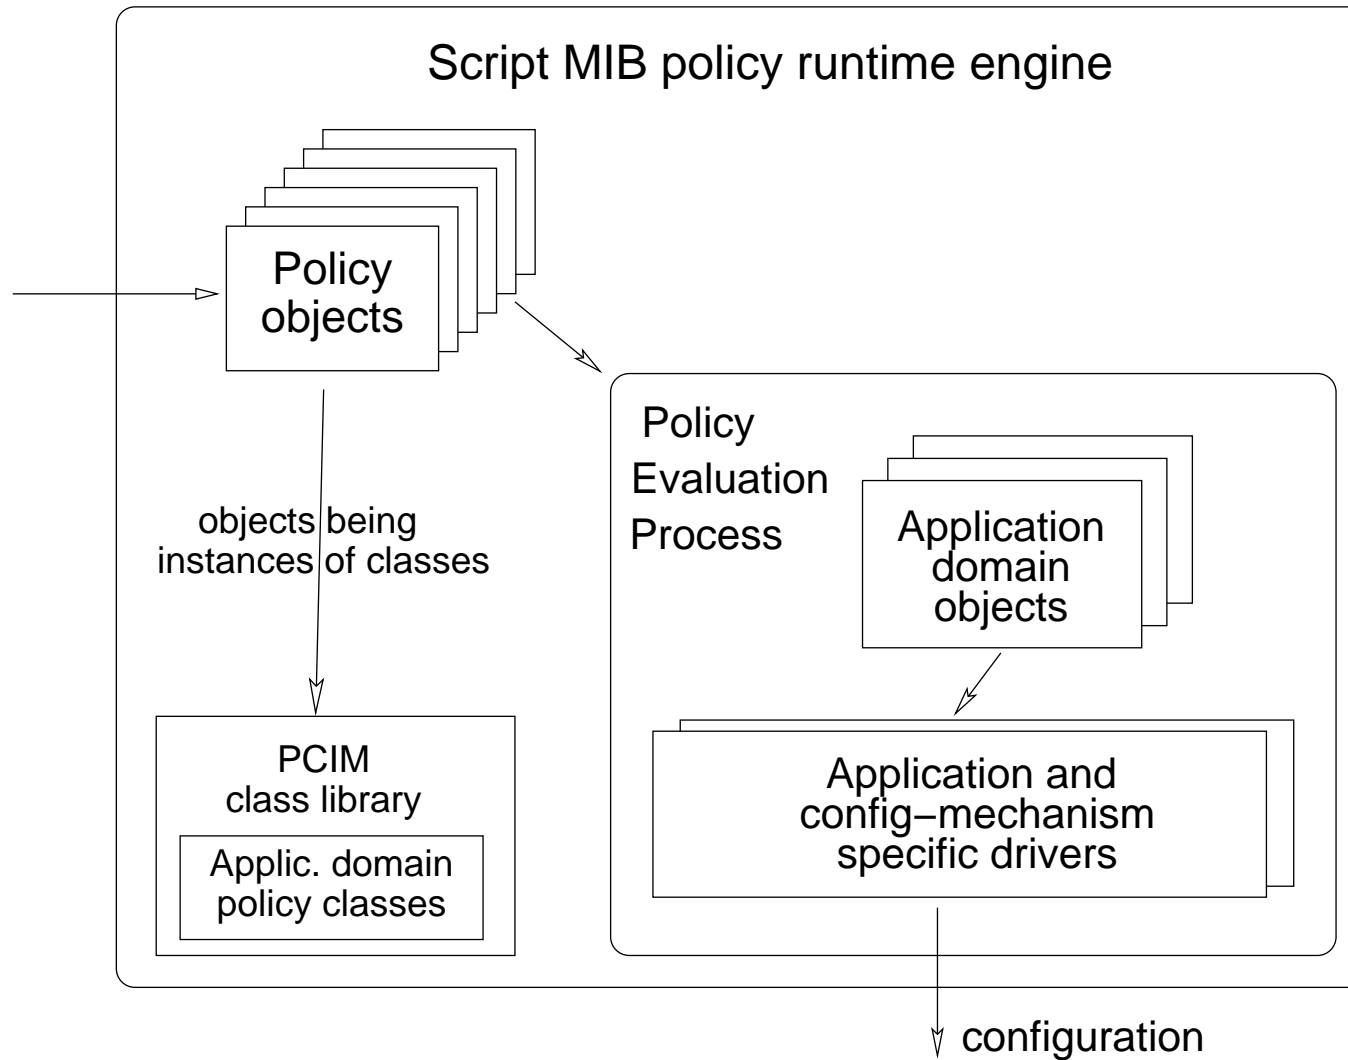 Script MIB policy runtime engine
Policy
objects
objects being
instances of classes
PCIM
class library
Applic. domain
policy classes
Policy
Evaluation
Process
Application
domain
objects
Application and
config−mechanism
specific drivers
configuration